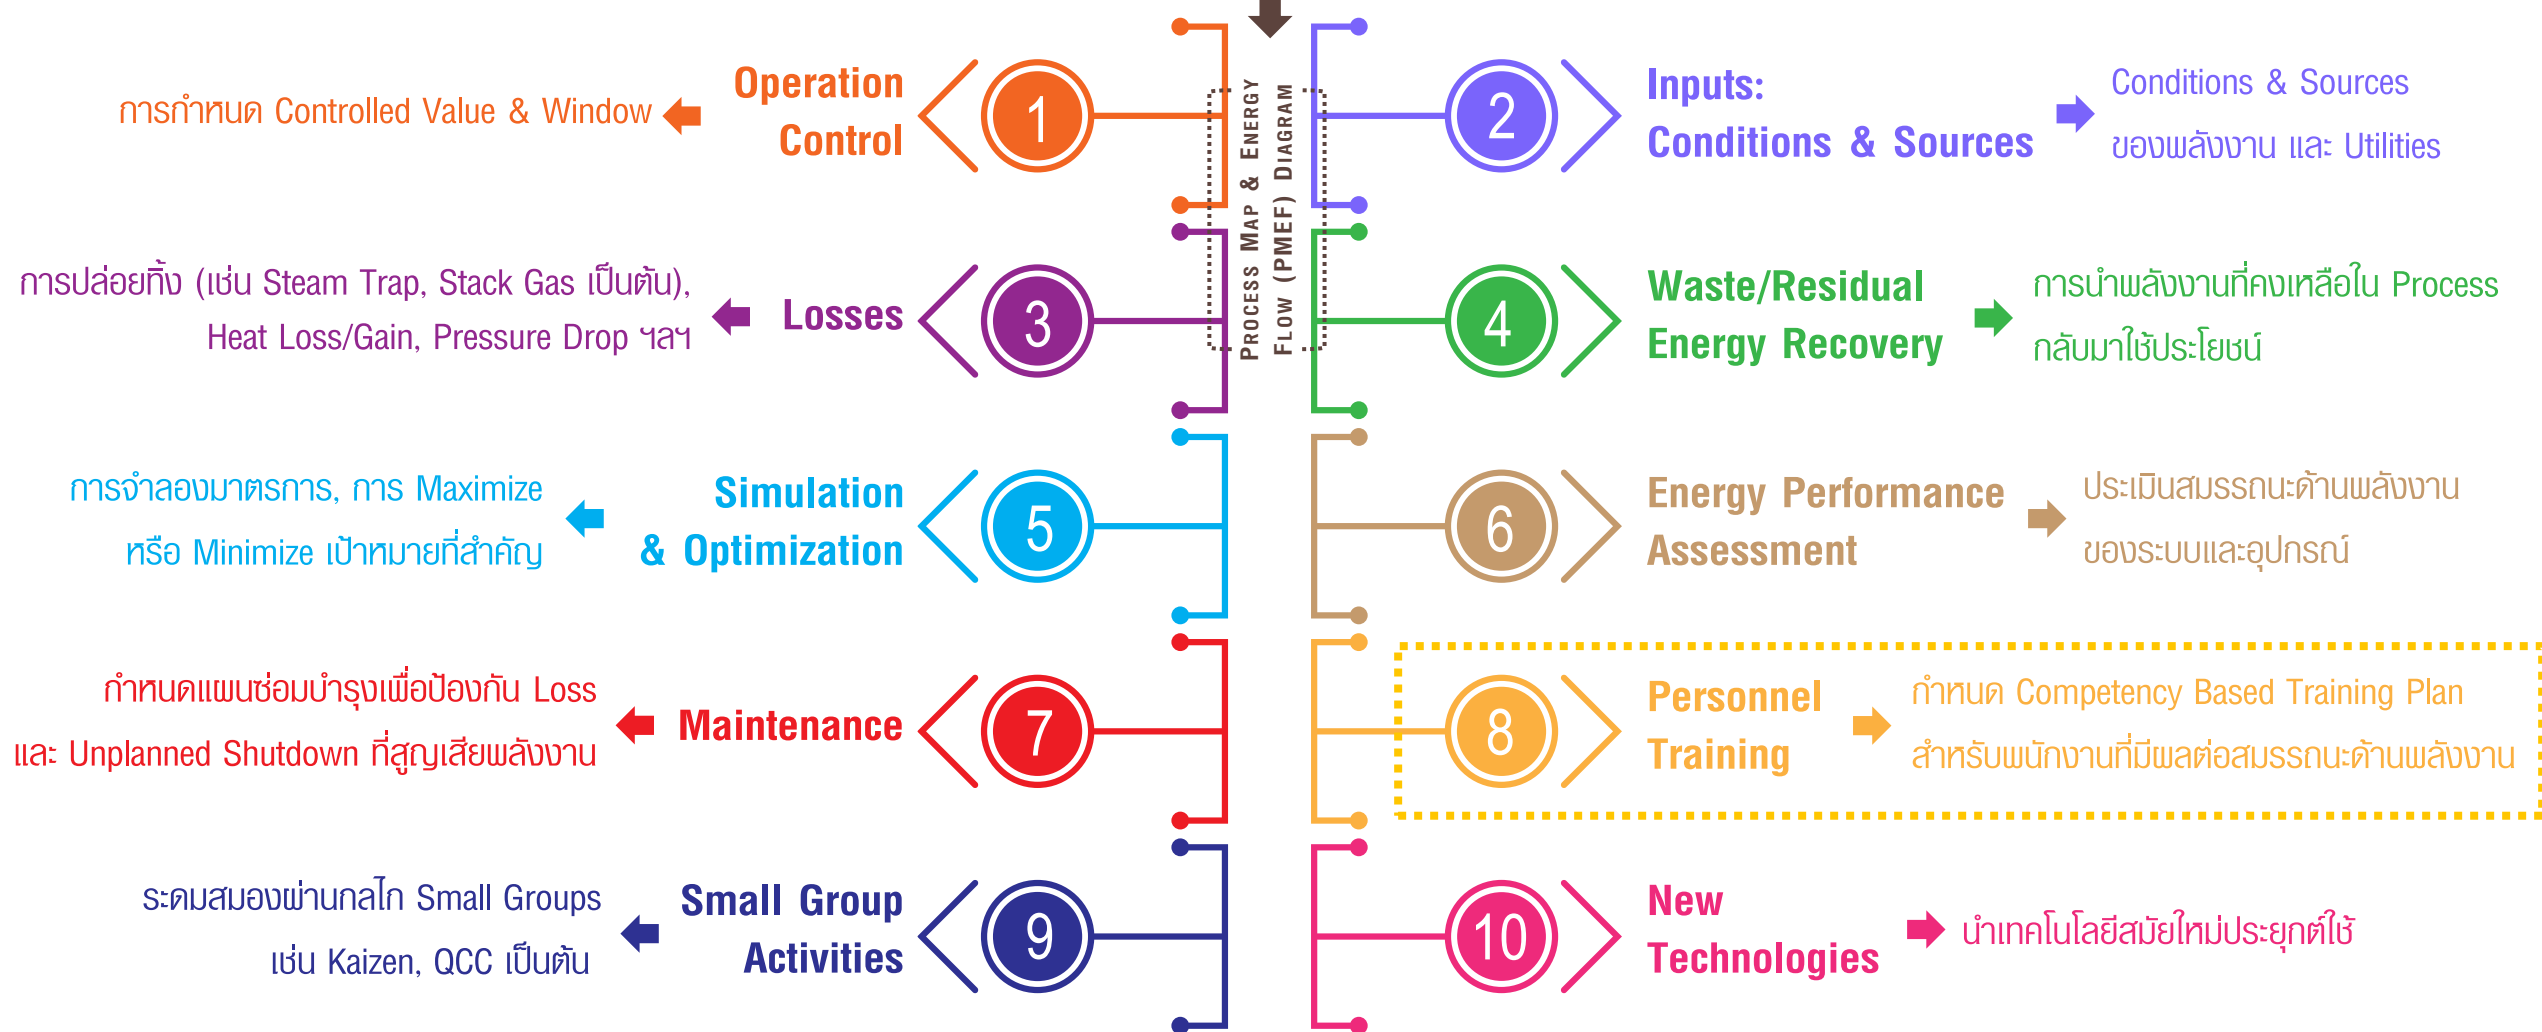 PROCESS MAP & ENERGY
FLOW (PMEF) DIAGRAM
1
Operation
Control
การกำหนด Controlled Value & Window
2
Inputs:
Conditions & Sources
Conditions & Sources
ของพลังงาน และ Utilities
3
Losses
การปล่อยทิ้ง (เช่น Steam Trap, Stack Gas เป็นต้น),
Heat Loss/Gain, Pressure Drop ฯลฯ
4
Waste/Residual
Energy Recovery
การนำพลังงานที่คงเหลือใน Process
กลับมาใช้ประโยชน์
5
Simulation
& Optimization
การจำลองมาตรการ, การ Maximize
หรือ Minimize เป้าหมายที่สำคัญ
6
Energy Performance
Assessment
ประเมินสมรรถนะด้านพลังงาน
ของระบบและอุปกรณ์
7
Maintenance
กำหนดแผนซ่อมบำรุงเพื่อป้องกัน Loss
และ Unplanned Shutdown ที่สูญเสียพลังงาน
8
Personnel
Training
กำหนด Competency Based Training Plan
สำหรับพนักงานที่มีผลต่อสมรรถนะด้านพลังงาน
9
Small Group
Activities
ระดมสมองผ่านกลไก Small Groups
เช่น Kaizen, QCC เป็นต้น
10
New
Technologies
นำเทคโนโลยีสมัยใหม่ประยุกต์ใช้